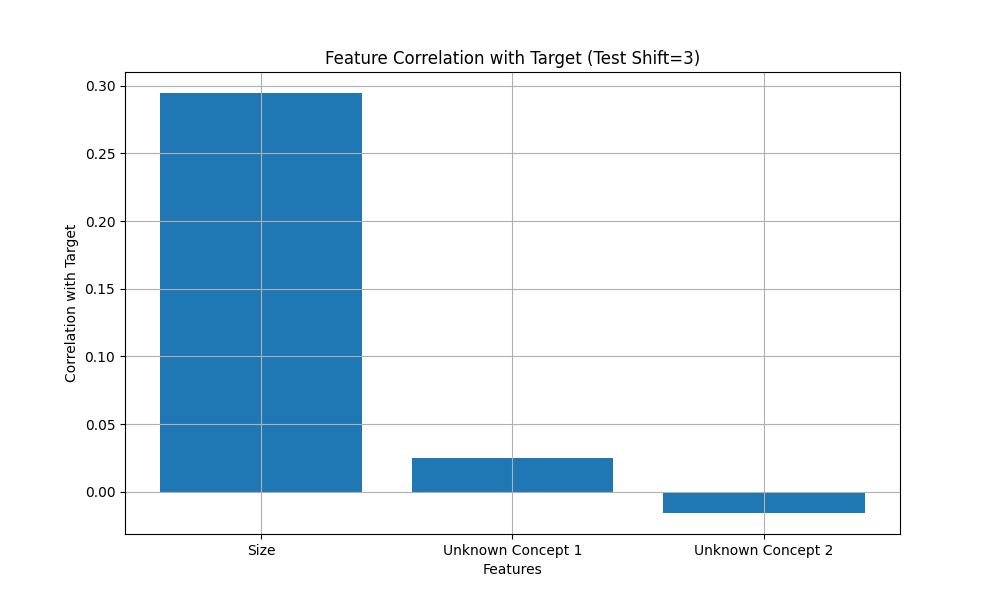 Feature Correlation with Target (Test Shift=3)
Correlation with Target
0.30
0.25
0.20
0.15
0.10
0.05
0.00
Size
Unknown Concept 1
Unknown Concept 2
Features